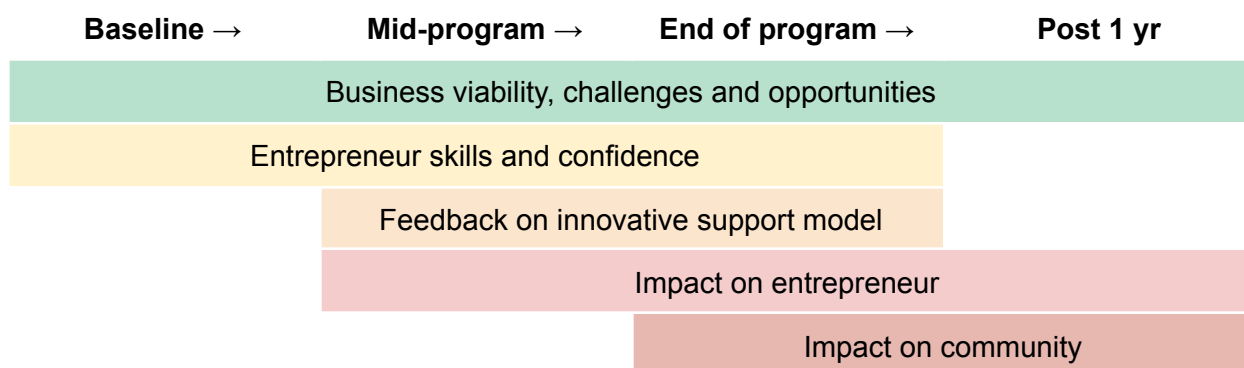 Baseline → Mid-program → End of program → Post 1 yr
Business viability, challenges and opportunities
Entrepreneur skills and confidence
Feedback on innovative support model
Impact on entrepreneur
Impact on community